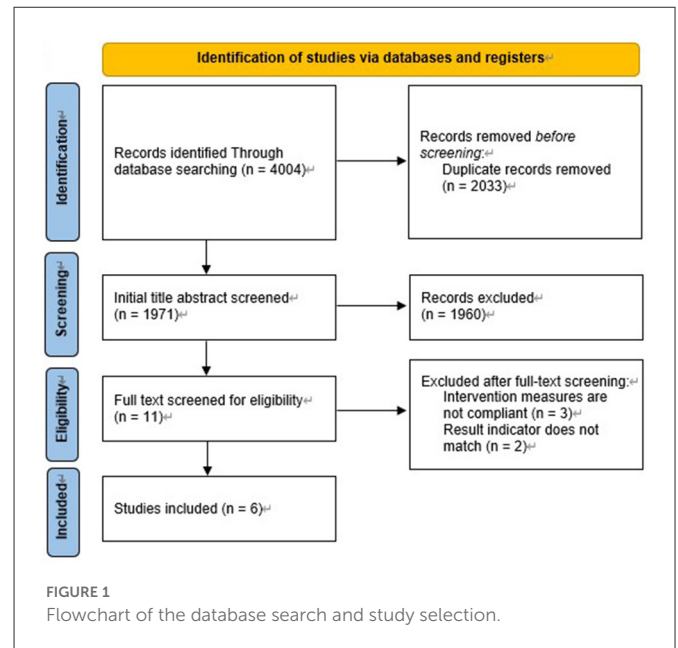 Identification of studies via databases and registers↵
Identification↵
Records identified Through
database searching (n = 4004)↵
Records removed before
screening:↵
Duplicate records removed
(n = 2033)↵
Screening↵
Initial title abstract screened↵
(n = 1971)↵
Records excluded↵
(n = 1960)↵
Eligibility↵
Full text screened for eligibility↵
(n = 11)↵
Excluded after full-text screening:↵
Intervention measures are
not compliant (n = 3)↵
Result indicator does not
match (n = 2)↵
Included↵
Studies included (n = 6)↵
FIGURE 1
Flowchart of the database search and study selection.